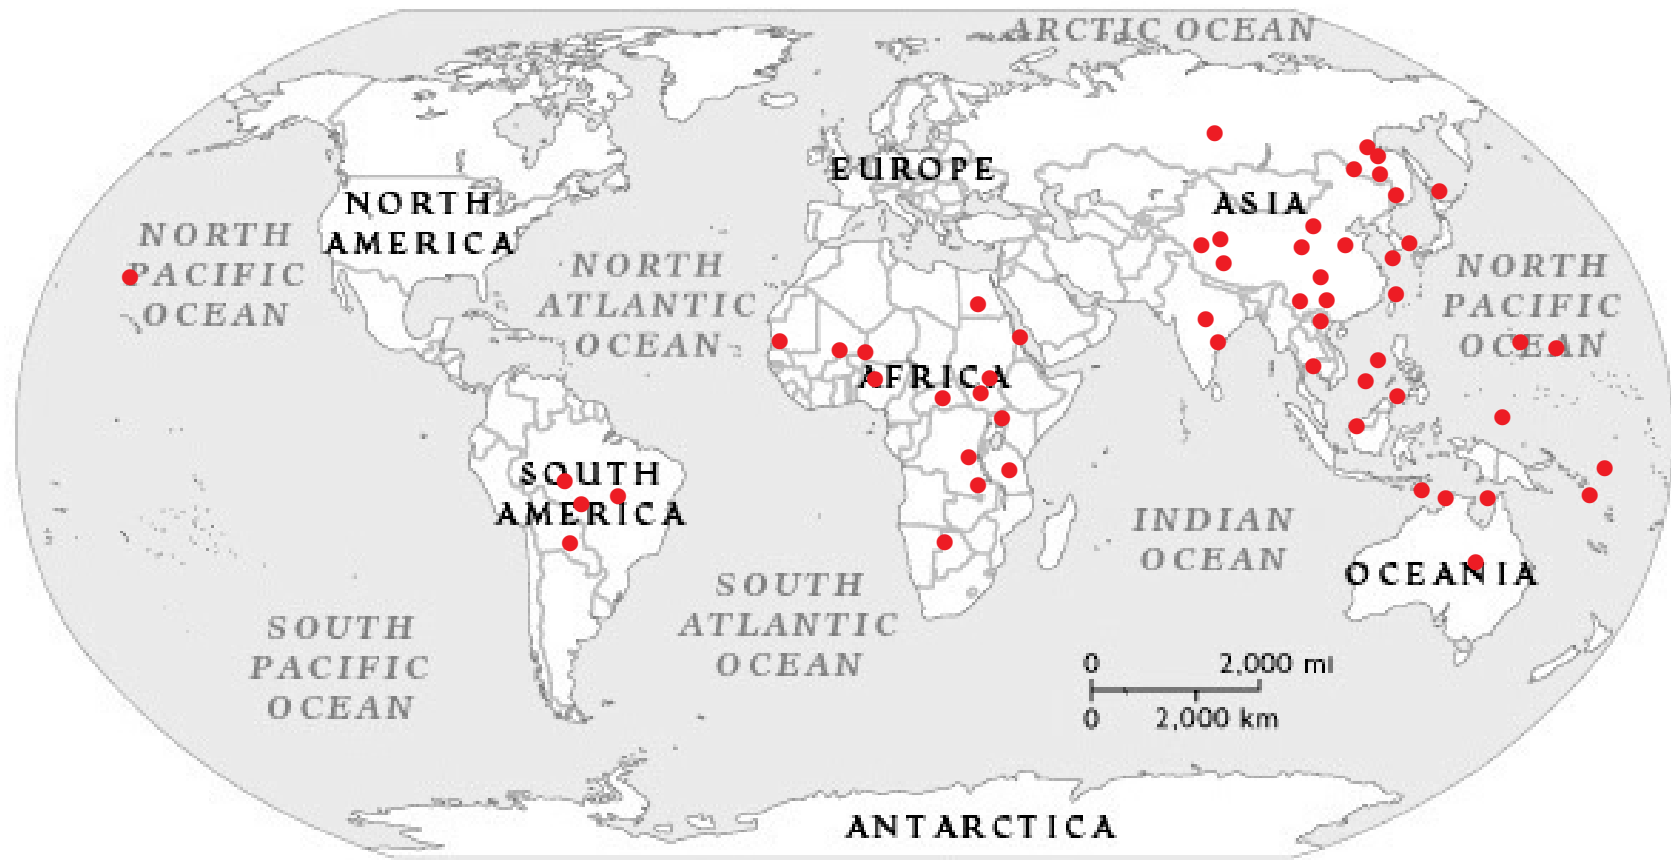 ARCTIC OCEAN
EUROPE
NORTH
AMERICA
ASIA
NORTH
PACIFIC
OCEAN
NORTH
ATLANTIC
OCEAN
NORTH
PACIFIC
OCEAN
AFRICA
SOUTH
AMERICA
INDIAN
OCEAN
OCEANIA
SOUTH
ATLANTIC
OCEAN
SOUTH
PACIFIC
OCEAN
0 2,000 mi
0 2,000 km
ANTARCTICA